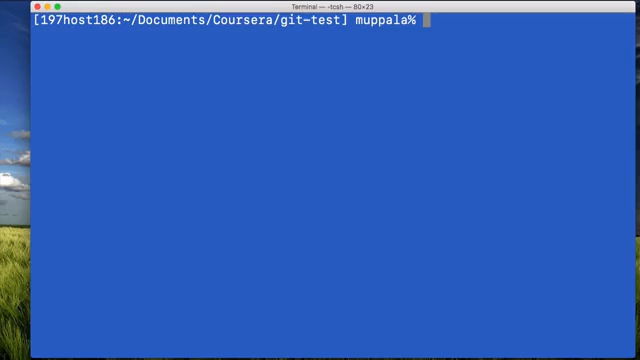 Terminal — -tcsh — 80×23
[197host186:~/Documents/Coursera/git-test] muppala%